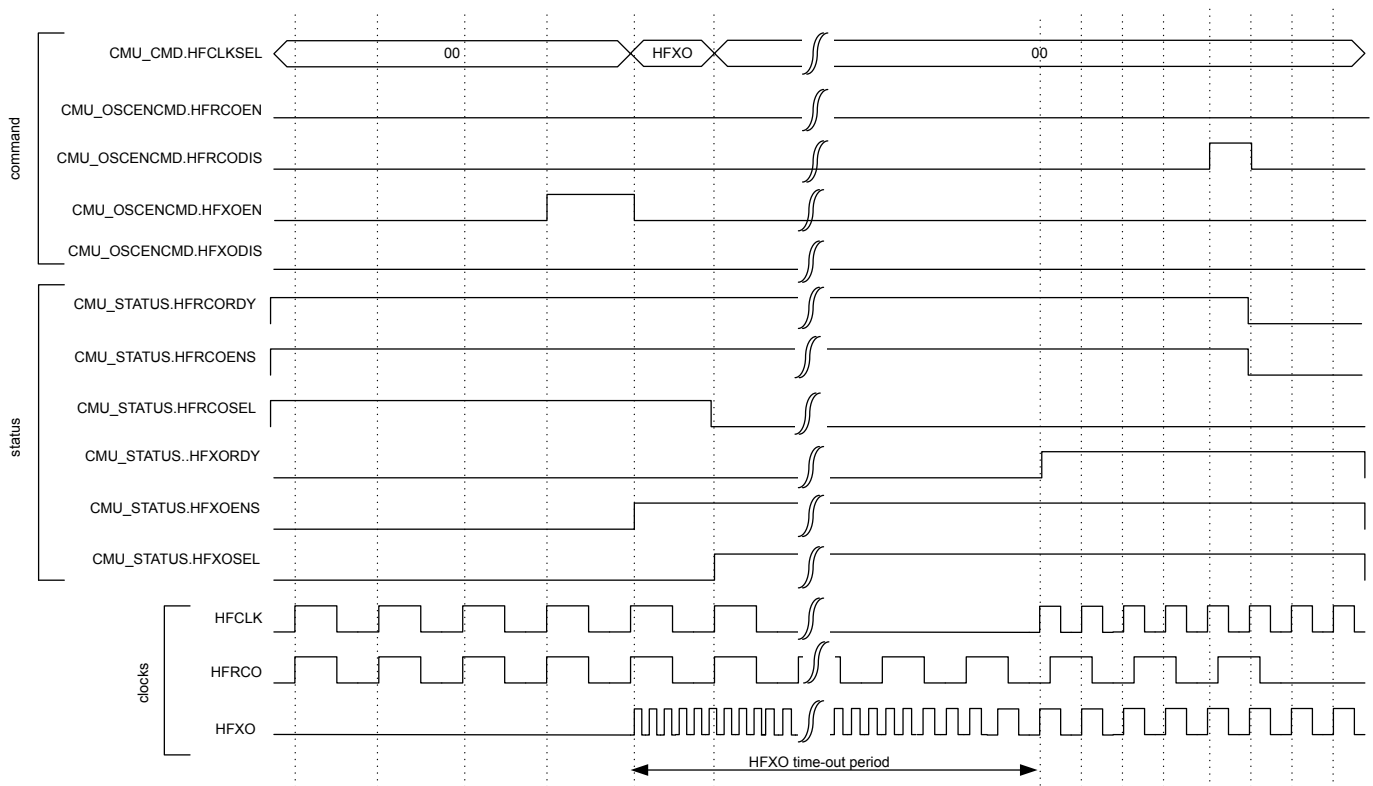 CMU_CMD.HFCLKSEL
00
HFXO
00
CMU_OSCENCMD.HFRCOEN
CMU_OSCENCMD.HFRCODIS
CMU_OSCENCMD.HFXOEN
CMU_OSCENCMD.HFXODIS
command
CMU_STATUS.HFRCORDY
CMU_STATUS.HFRCOENS
CMU_STATUS.HFRCOSEL
CMU_STATUS..HFXORDY
CMU_STATUS.HFXOENS
CMU_STATUS.HFXOSEL
status
HFCLK
HFRCO
HFXO
clocks
HFXO time-out period